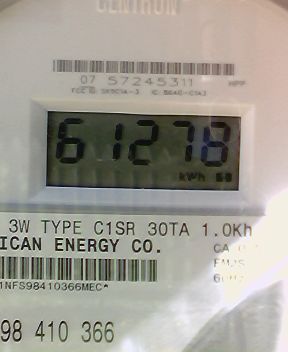 CENTRON
07 57245311
61278
kWh
3W TYPE C1SR 30TA 1.0Kh
ICAN ENERGY CO.
1NFS98410366MEC*
98 410 366